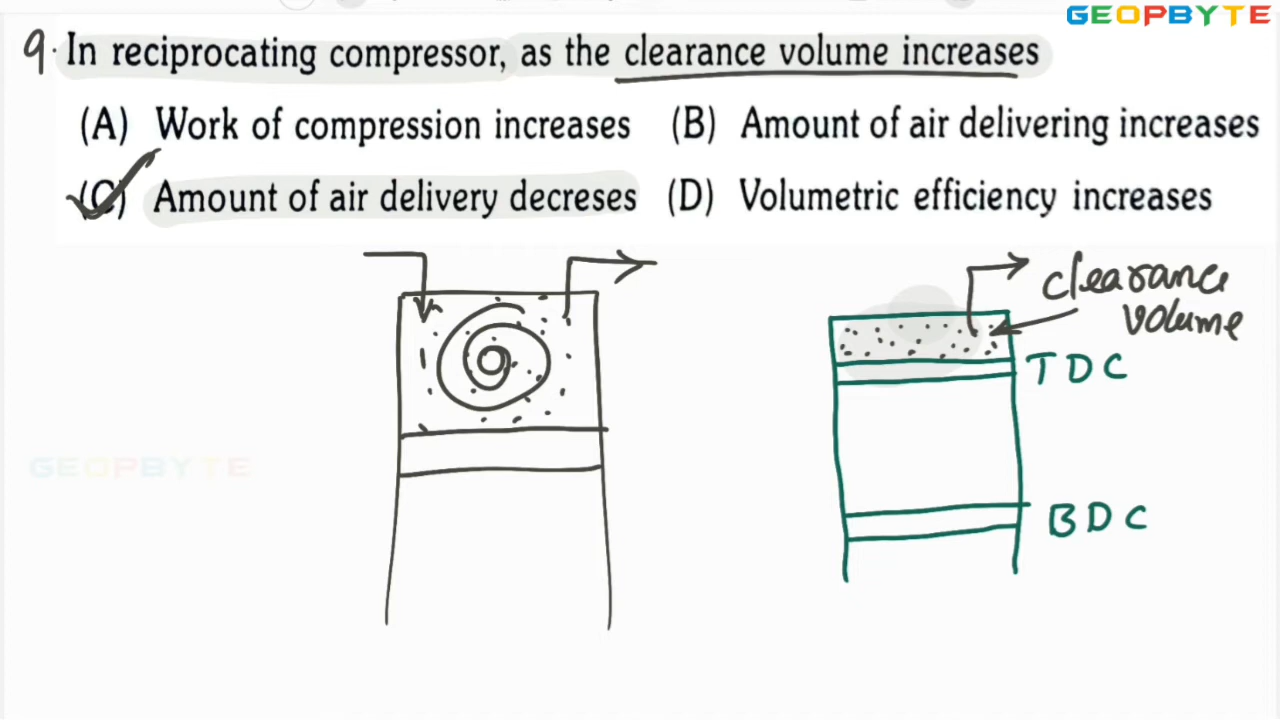 GEOPBYTE
9. In reciprocating compressor, as the clearance volume increases
(A) Work of compression increases (B) Amount of air delivering increases
(C) Amount of air delivery decreses (D) Volumetric efficiency increases
clearance
volume
TDC
GEOPBYTE
BDC